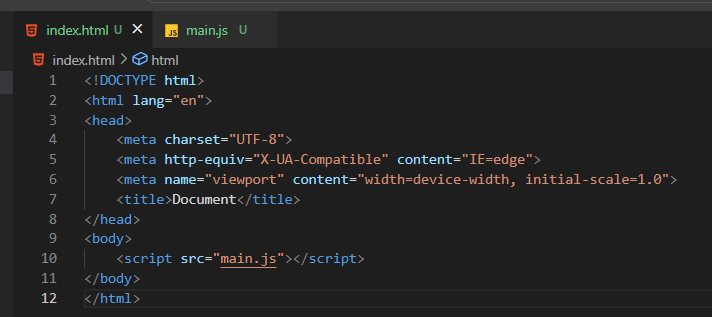 index.html U × JS main.js U
index.html > html
1 <!DOCTYPE html>
2 <html lang="en">
3 <head>
4     <meta charset="UTF-8">
5     <meta http-equiv="X-UA-Compatible" content="IE=edge">
6     <meta name="viewport" content="width=device-width, initial-scale=1.0">
7     <title>Document</title>
8 </head>
9 <body>
10     <script src="main.js"></script>
11 </body>
12 </html>